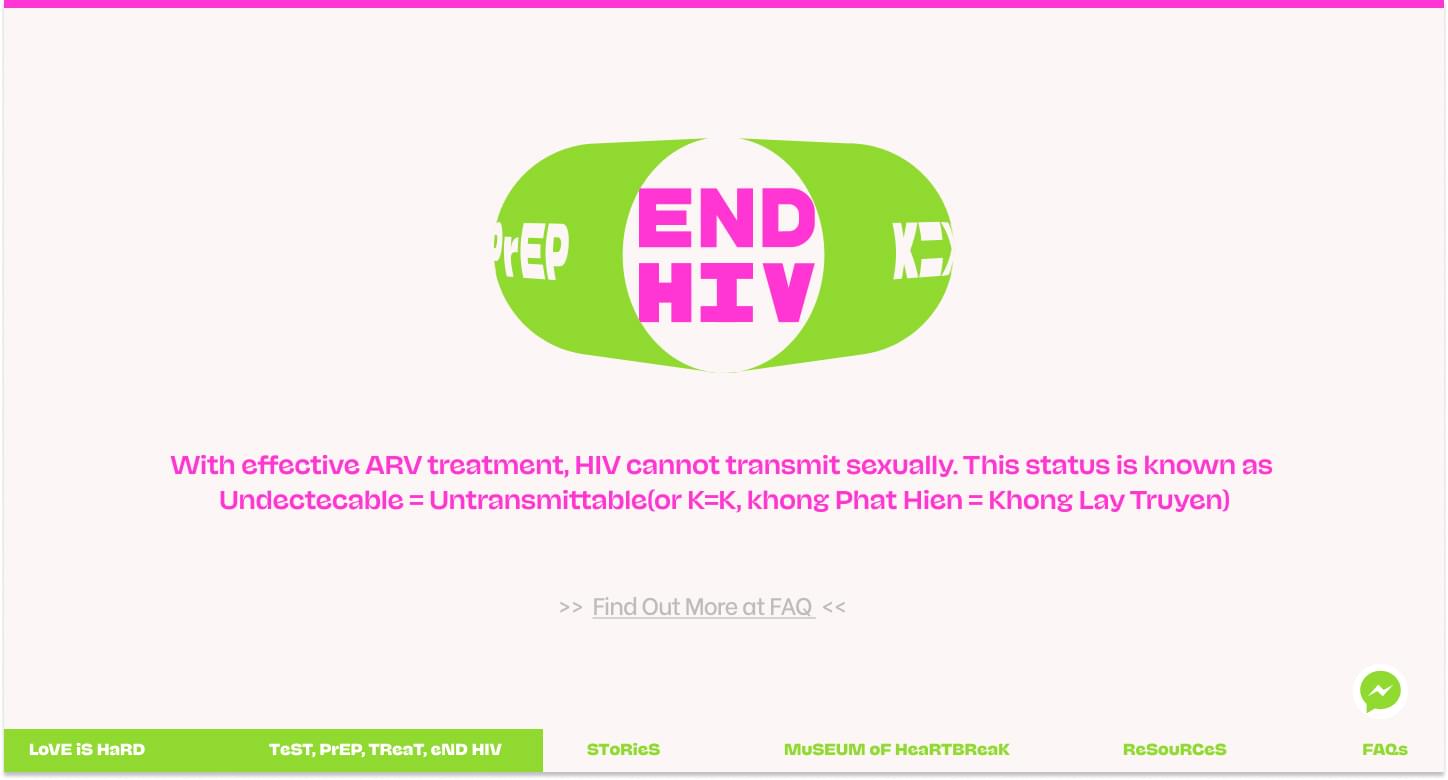 PrEP
END
HIV
K=
With effective ARV treatment, HIV cannot transmit sexually. This status is known as
Undectecable = Untransmittable(or K=K, khong Phat Hien = Khong Lay Truyen)
>> Find Out More at FAQ <<
LoVE iS HaRD TeST, PrEP, TReaT, eND HIV SToRieS MuSEUM oF HeaRTBReaK ReSouRCeS FAQs